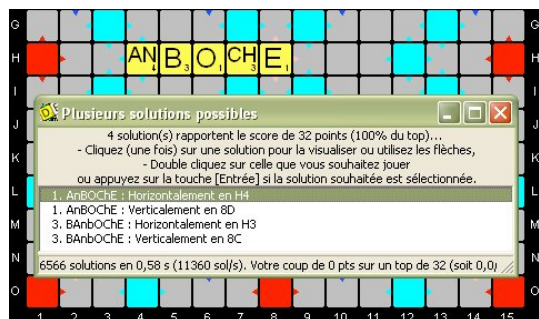 G G
H AN B3 O1 CH E1 H
I I
J Plusieurs solutions possibles J
4 solution(s) rapportent le score de 32 points (100% du top)...
K - Cliquez (une fois) sur une solution pour la visualiser ou utilisez les flèches, K
- Double cliquez sur celle que vous souhaitez jouer
L ou appuyez sur la touche [Entrée] si la solution souhaitée est sélectionnée. L
1. AnBOChE : Horizontalement en H4
M 1. AnBOChE : Verticalement en 8D M
3. BAnbOChE : Horizontalement en H3
3. BAnbOChE : Verticalement en 8C
N 6566 solutions en 0,58 s (11360 sol/s). Votre coup de 0 pts sur un top de 32 (soit 0,0 N
O O
1 2 3 4 5 6 7 8 9 10 11 12 13 14 15